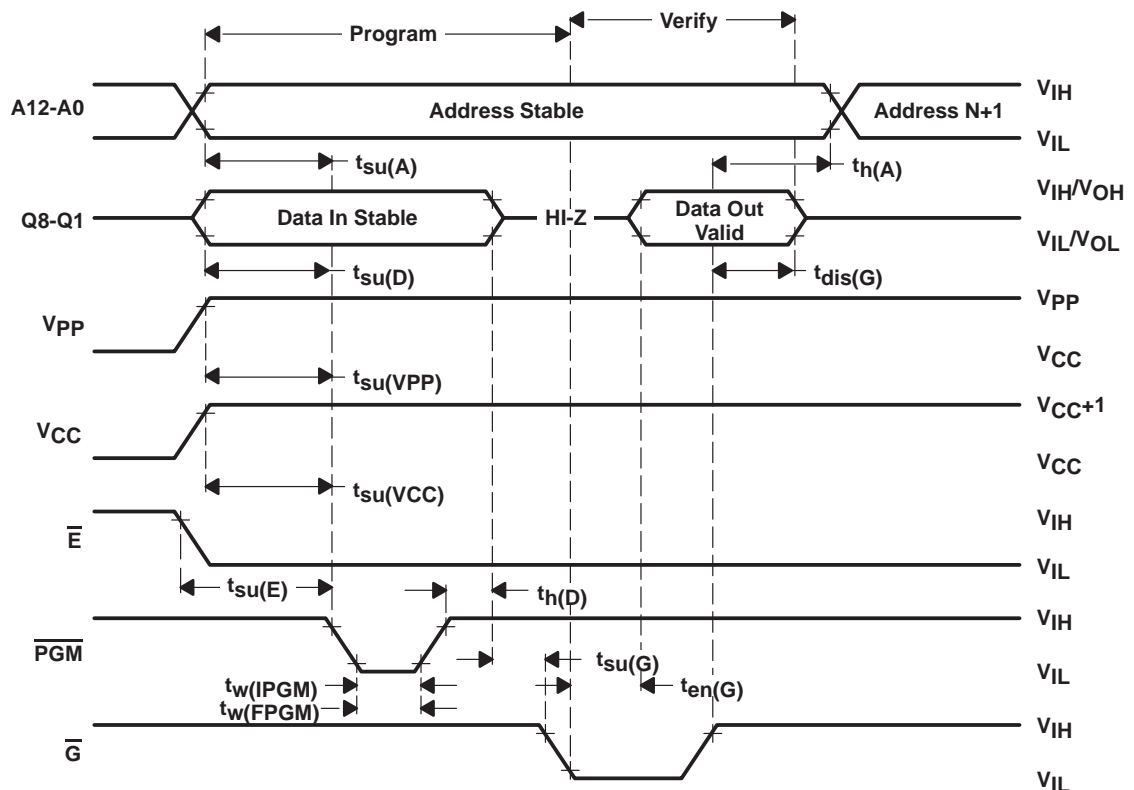 Verify
Program
A12-A0
Address Stable
Address N+1
VIH
VIL
tsu(A)
th(A)
Q8-Q1
Data In Stable
HI-Z
Data Out
Valid
VIH/VOH
VIL/VOL
tsu(D)
tdis(G)
VPP
VPP
VCC
tsu(VPP)
VCC
VCC+1
VCC
tsu(VCC)
E
VIH
VIL
tsu(E)
th(D)
PGM
VIH
VIL
tsu(G)
tw(IPGM)
ten(G)
tw(FPGM)
G
VIH
VIL